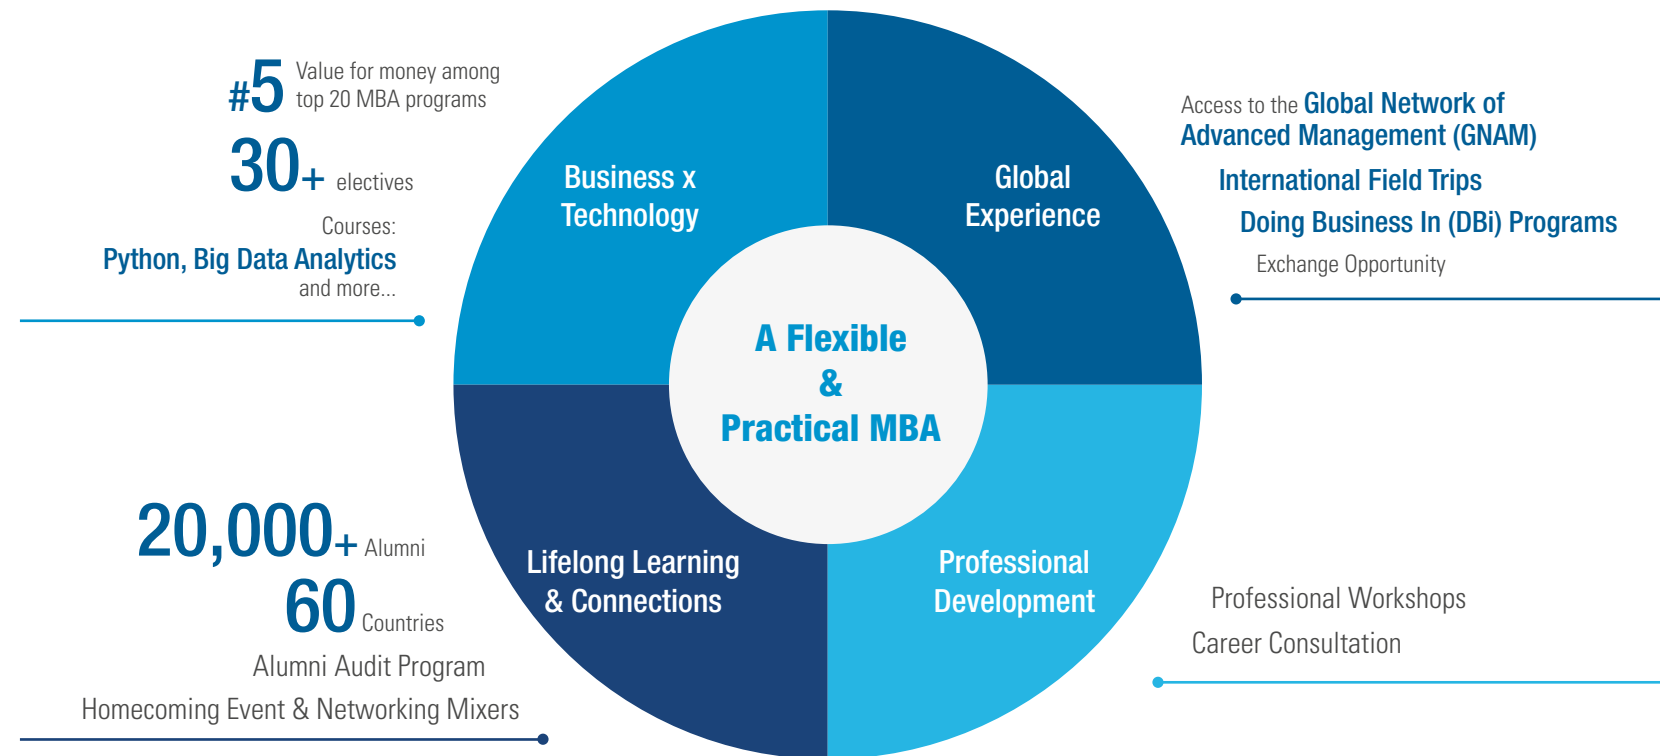 #5 Value for money among
top 20 MBA programs
30+ electives
Courses:
Python, Big Data Analytics
and more...
Business x
Technology
Global
Experience
Access to the Global Network of
Advanced Management (GNAM)
International Field Trips
Doing Business In (DBi) Programs
Exchange Opportunity
A Flexible
&
Practical MBA
20,000+ Alumni
60 Countries
Alumni Audit Program
Homecoming Event & Networking Mixers
Lifelong Learning
& Connections
Professional
Development
Professional Workshops
Career Consultation